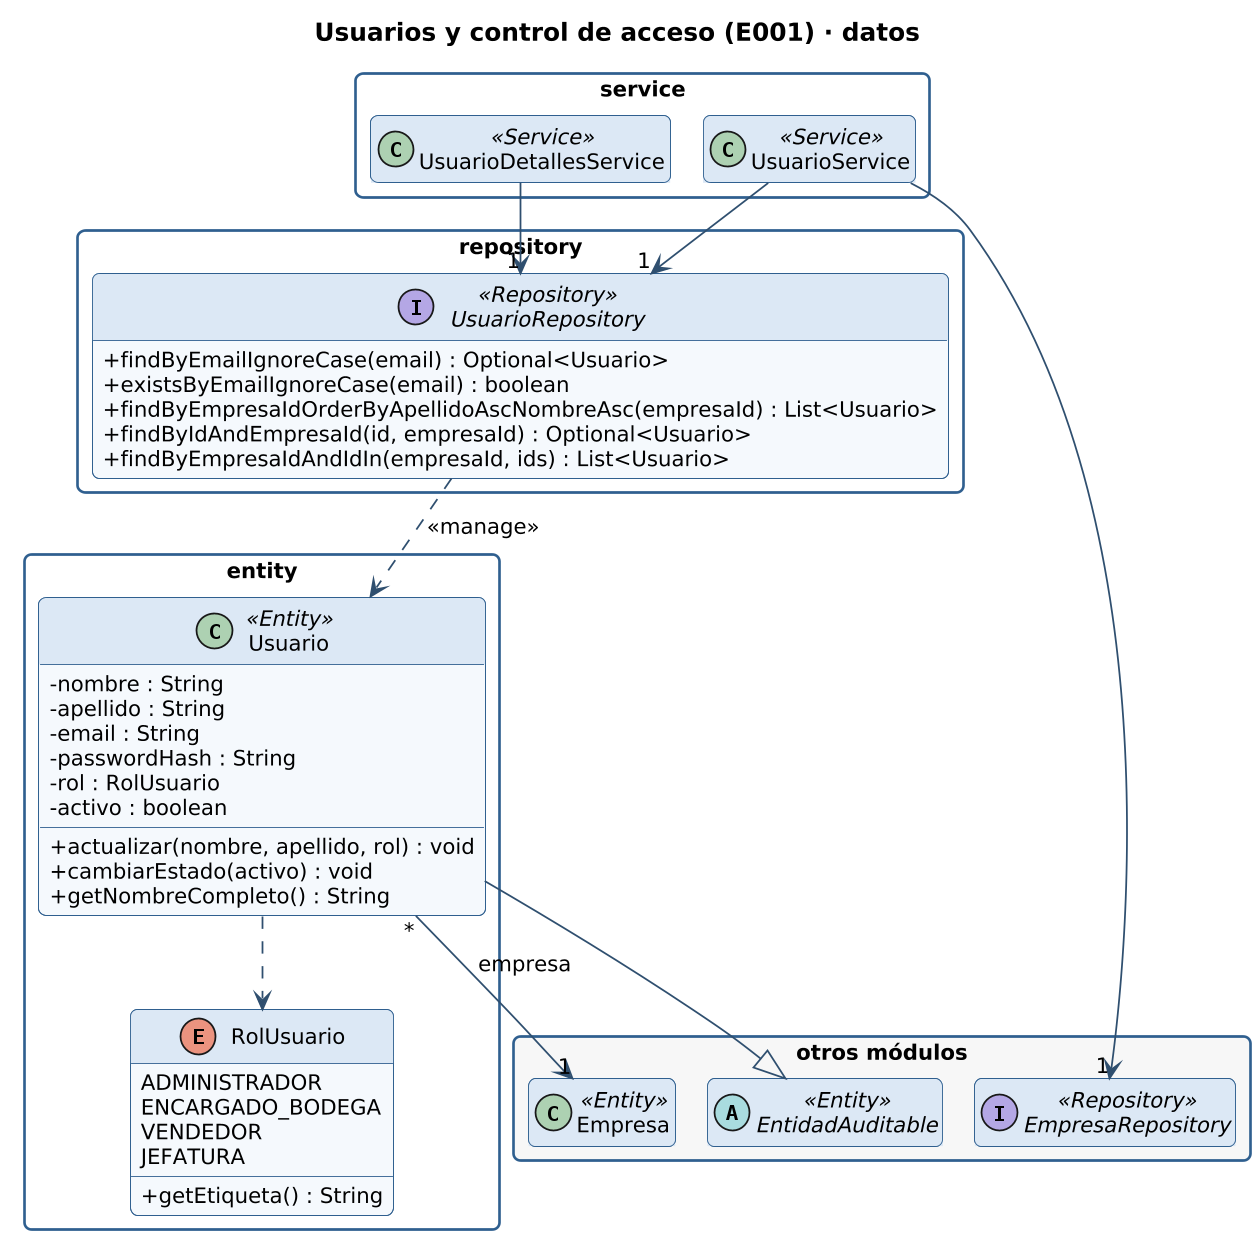 Usuarios y control de acceso (E001) · datos
service
C
«Service»
UsuarioDetallesService
C
«Service»
UsuarioService
repository
1
1
I
«Repository»
UsuarioRepository
+findByEmailIgnoreCase(email) : Optional<Usuario>
+existsByEmailIgnoreCase(email) : boolean
+findByEmpresaIdOrderByApellidoAscNombreAsc(empresaId) : List<Usuario>
+findByIdAndEmpresaId(id, empresaId) : Optional<Usuario>
+findByEmpresaIdAndIdIn(empresaId, ids) : List<Usuario>
«manage»
entity
C
«Entity»
Usuario
-nombre : String
-apellido : String
-email : String
-passwordHash : String
-rol : RolUsuario
-activo : boolean
+actualizar(nombre, apellido, rol) : void
+cambiarEstado(activo) : void
+getNombreCompleto() : String
*
empresa
E
RolUsuario
ADMINISTRADOR
ENCARGADO_BODEGA
VENDEDOR
JEFATURA
+getEtiqueta() : String
otros módulos
1
1
C
«Entity»
Empresa
A
«Entity»
EntidadAuditable
I
«Repository»
EmpresaRepository